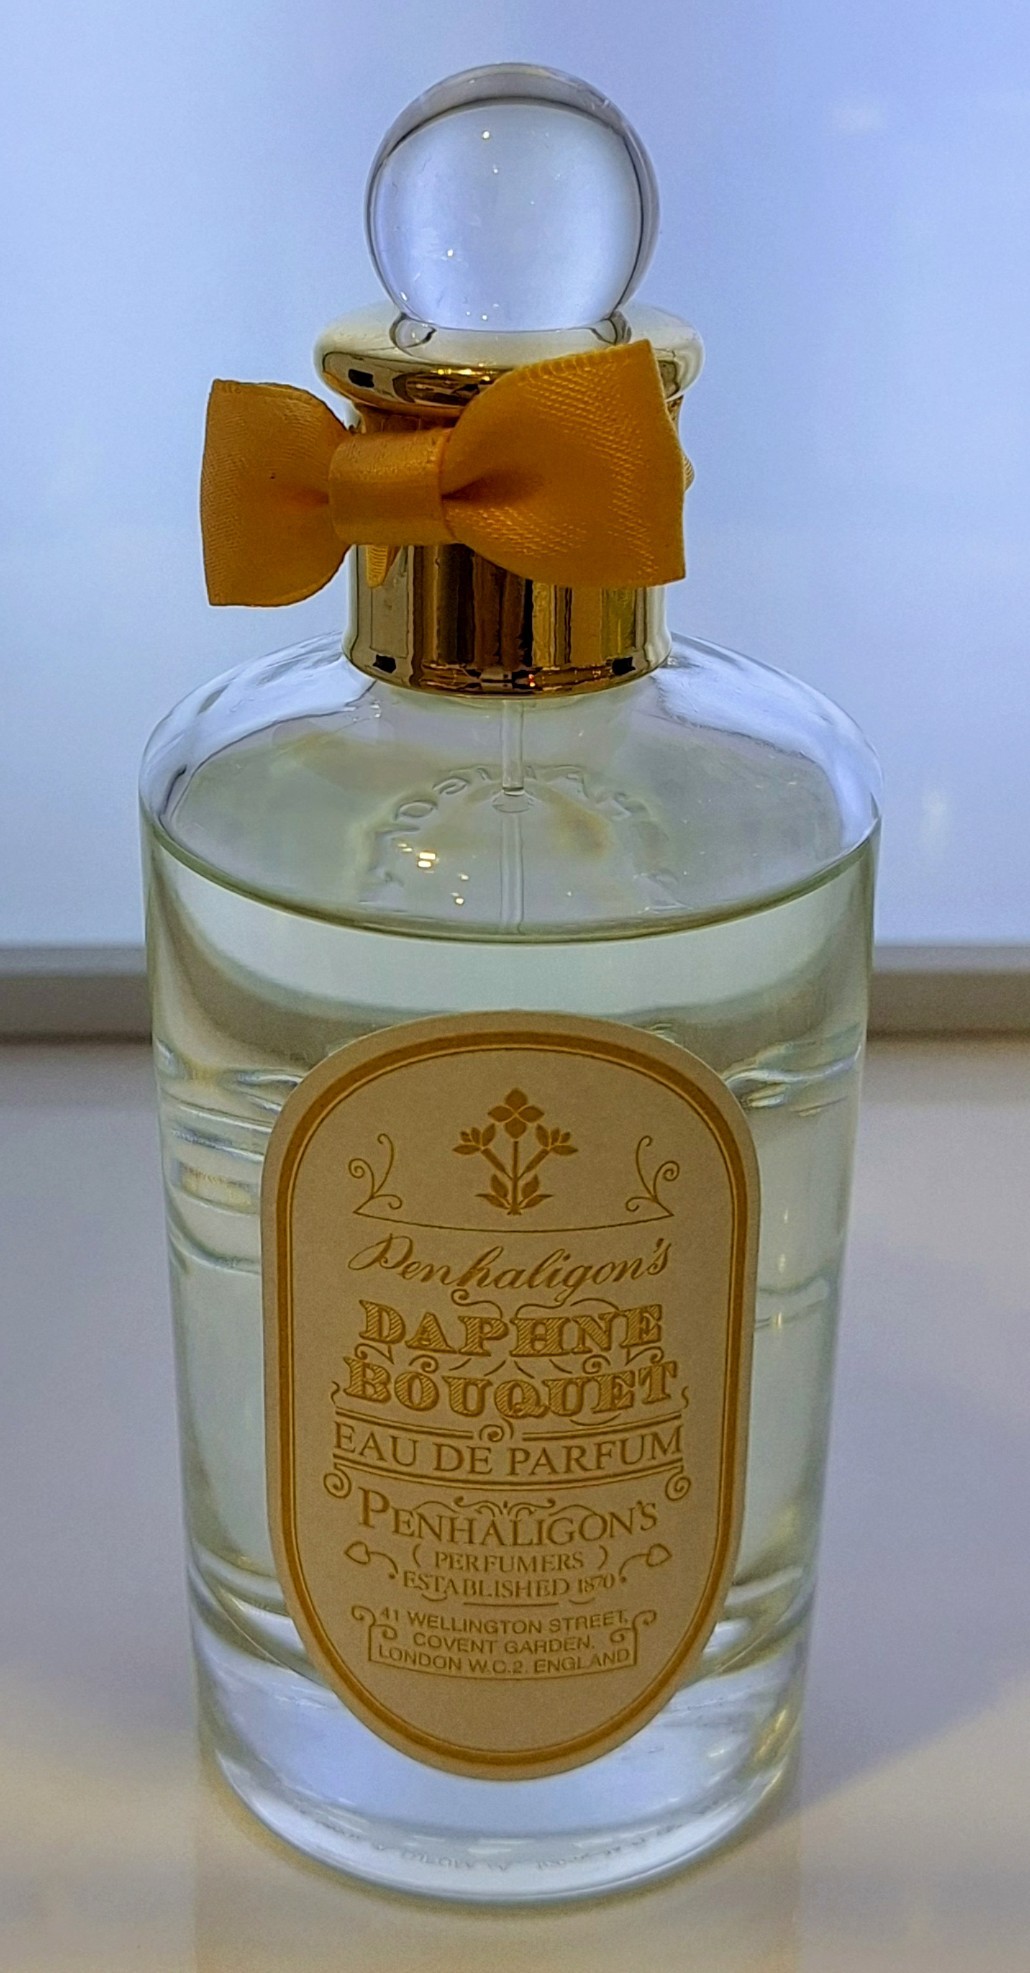 Penhaligon's
DAPHNE
BOUQUET
EAU DE PARFUM
PENHALIGON'S
( PERFUMERS )
ESTABLISHED 1870
41 WELLINGTON STREET,
COVENT GARDEN.
LONDON W.C.2. ENGLAND